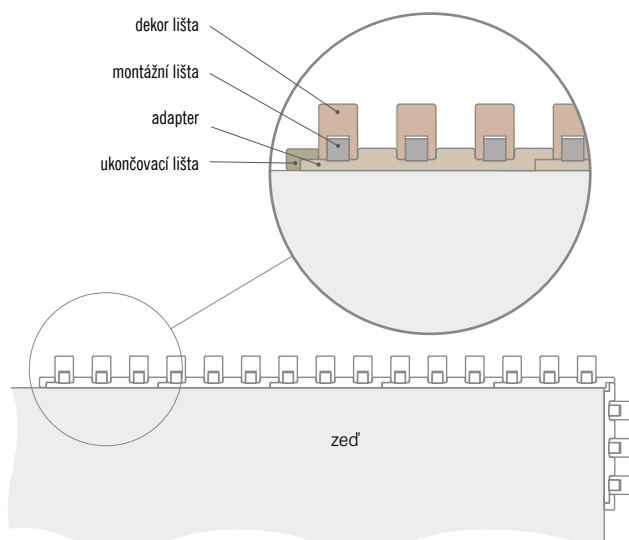 dekor lišta
montážní lišta
adapter
ukončovací lišta
zeď